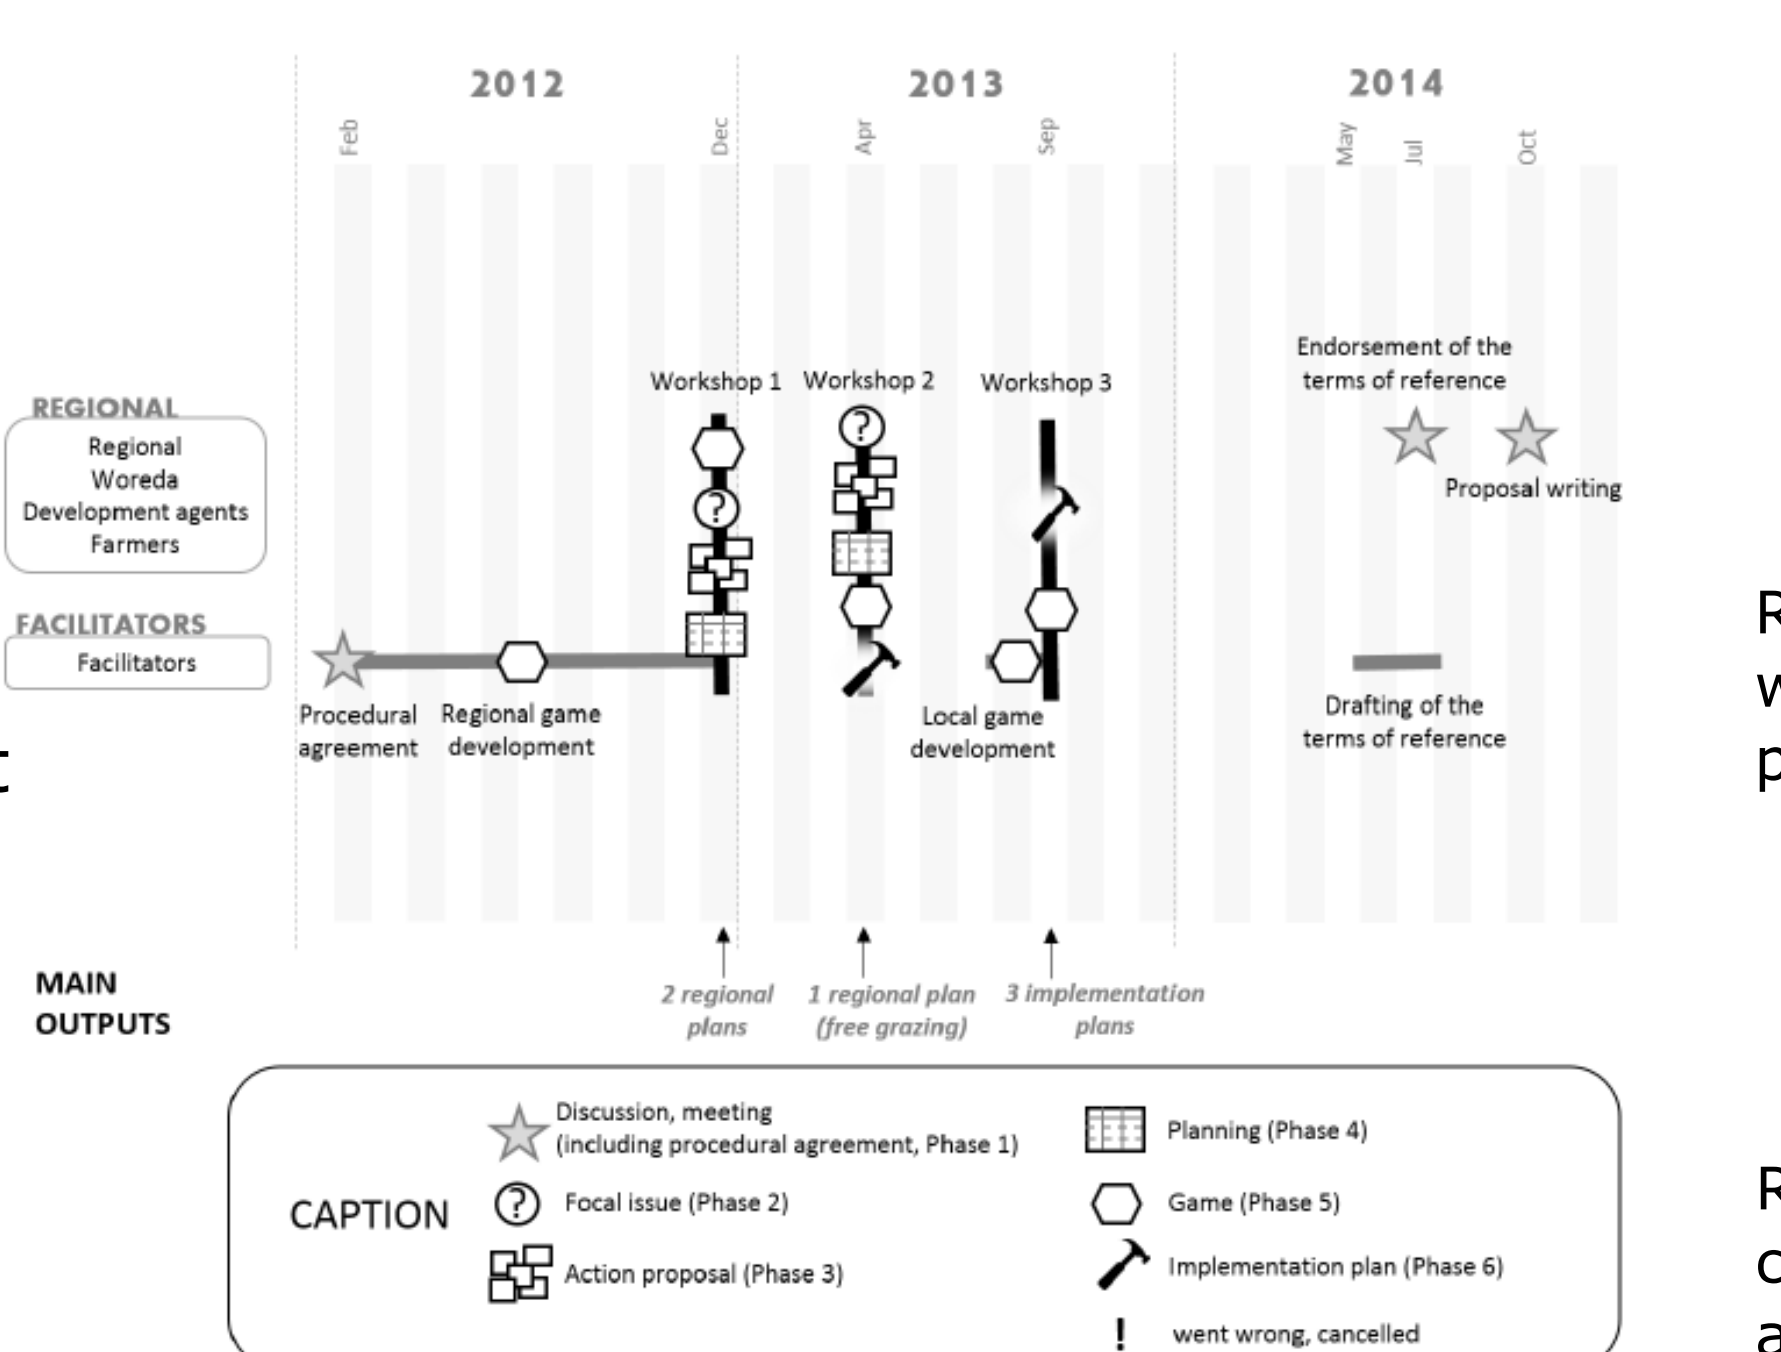 2012
2013
2014
Feb
Dec
Apr
Sep
May
Jul
Oct
Endorsement of the
terms of reference
Workshop 1
Workshop 2
Workshop 3
REGIONAL
Regional
Woreda
Development agents
Farmers
?
?
Proposal writing
FACILITATORS
Facilitators
Procedural
agreement
Regional game
development
Local game
development
Drafting of the
terms of reference
t
R
w
p
MAIN
OUTPUTS
2 regional
plans
1 regional plan
(free grazing)
3 implementation
plans
CAPTION
Discussion, meeting
(including procedural agreement, Phase 1)
? Focal issue (Phase 2)
Action proposal (Phase 3)
Planning (Phase 4)
Game (Phase 5)
Implementation plan (Phase 6)
! went wrong, cancelled
R
a